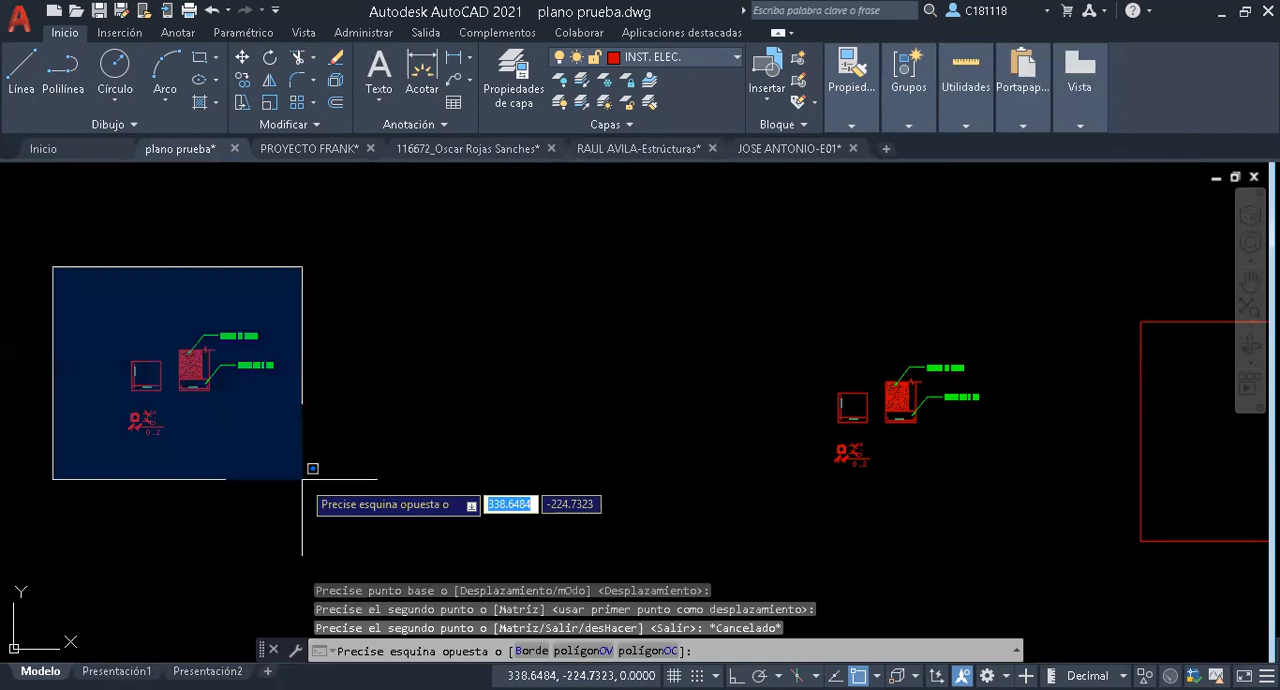 Autodesk AutoCAD 2021 plano prueba.dwg
Escriba palabra clave o frase
C181118
Inicio Inserción Anotar Paramétrico Vista Administrar Salida Complementos Colaborar Aplicaciones destacadas
INST. ELEC.
Línea Polilínea Círculo Arco
Texto Acotar
Propiedades de capa
Insertar
Propied... Grupos Utilidades Portapap... Vista
Dibujo Modificar Anotación Capas Bloque
Inicio plano prueba* PROYECTO FRANK* 116672_Oscar Rojas Sanches* RAUL AVILA-Estrúcturas* JOSE ANTONIO-E01*
0.2
0.2
Precise esquina opuesta o 338.6484 -224.7323
Precise punto base o [Desplazamiento/mOdo] <Desplazamiento>:
Precise el segundo punto o [Matriz] <usar primer punto como desplazamiento>:
Precise el segundo punto o [Matriz/Salir/desHacer] <Salir>: *Cancelado*
Y
X
Precise esquina opuesta o [Borde polígonOV polígonOC]:
Modelo Presentación1 Presentación2
338.6484, -224.7323, 0.0000
Decimal